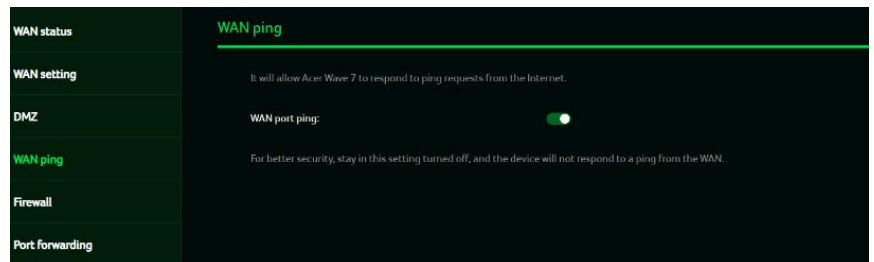 WAN status
WAN ping
WAN setting
It will allow Acer Wave 7 to respond to ping requests from the Internet.
DMZ
WAN port ping:
WAN ping
For better security, stay in this setting turned off, and the device will not respond to a ping from the WAN.
Firewall
Port forwarding